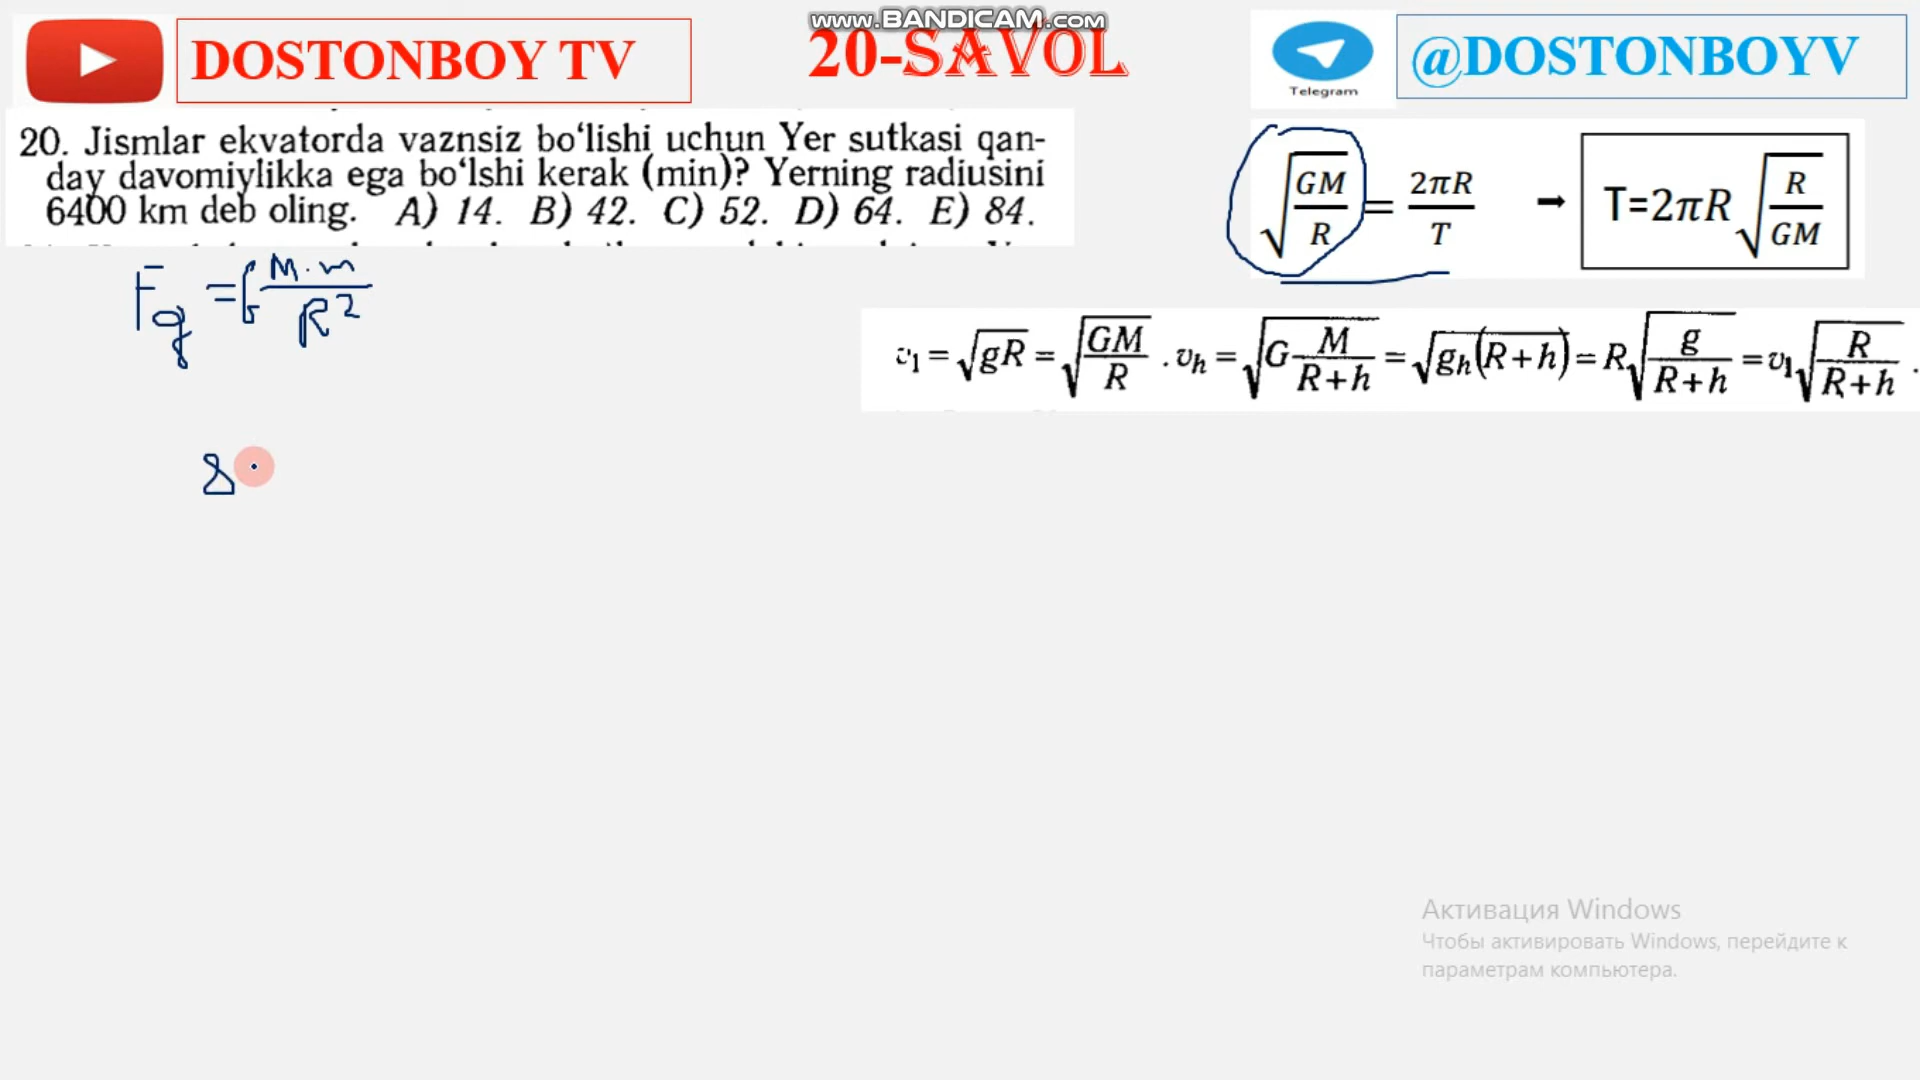 www.BANDICAM.com
DOSTONBOY TV
20-SAVOL
Telegram
@DOSTONBOYV
20. Jismlar ekvatorda vaznsiz bo‘lishi uchun Yer sutkasi qan-
day davomiylikka ega bo‘lshi kerak (min)? Yerning radiusini
6400 km deb oling. A) 14. B) 42. C) 52. D) 64. E) 84.
√(GM/R) = 2πR/T → T=2πR√(R/GM)
F_g = G M·m/R²
υ₁ = √(gR) = √(GM/R) . υₕ = √(G M/(R+h)) = √(gₕ(R+h)) = R√(g/(R+h)) = υ₁√(R/(R+h)) .
Активация Windows
Чтобы активировать Windows, перейдите к
параметрам компьютера.